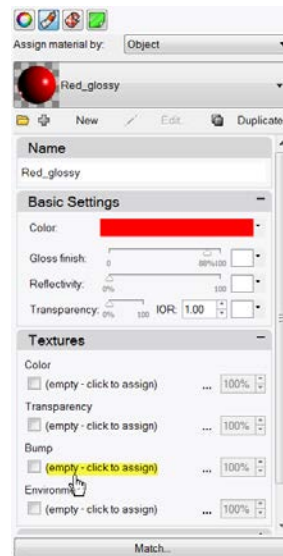 Assign material by: Object
Red_glossy
New Edit Duplicate
Name
Red_glossy
Basic Settings
Color:
Gloss finish: 0 88% 100
Reflectivity: 0% 100
Transparency: 0% 100 IOR: 1.00
Textures
Color
(empty - click to assign) ... 100%
Transparency
(empty - click to assign) ... 100%
Bump
(empty - click to assign) ... 100%
(empty - click to assign) ... 100%
Match...